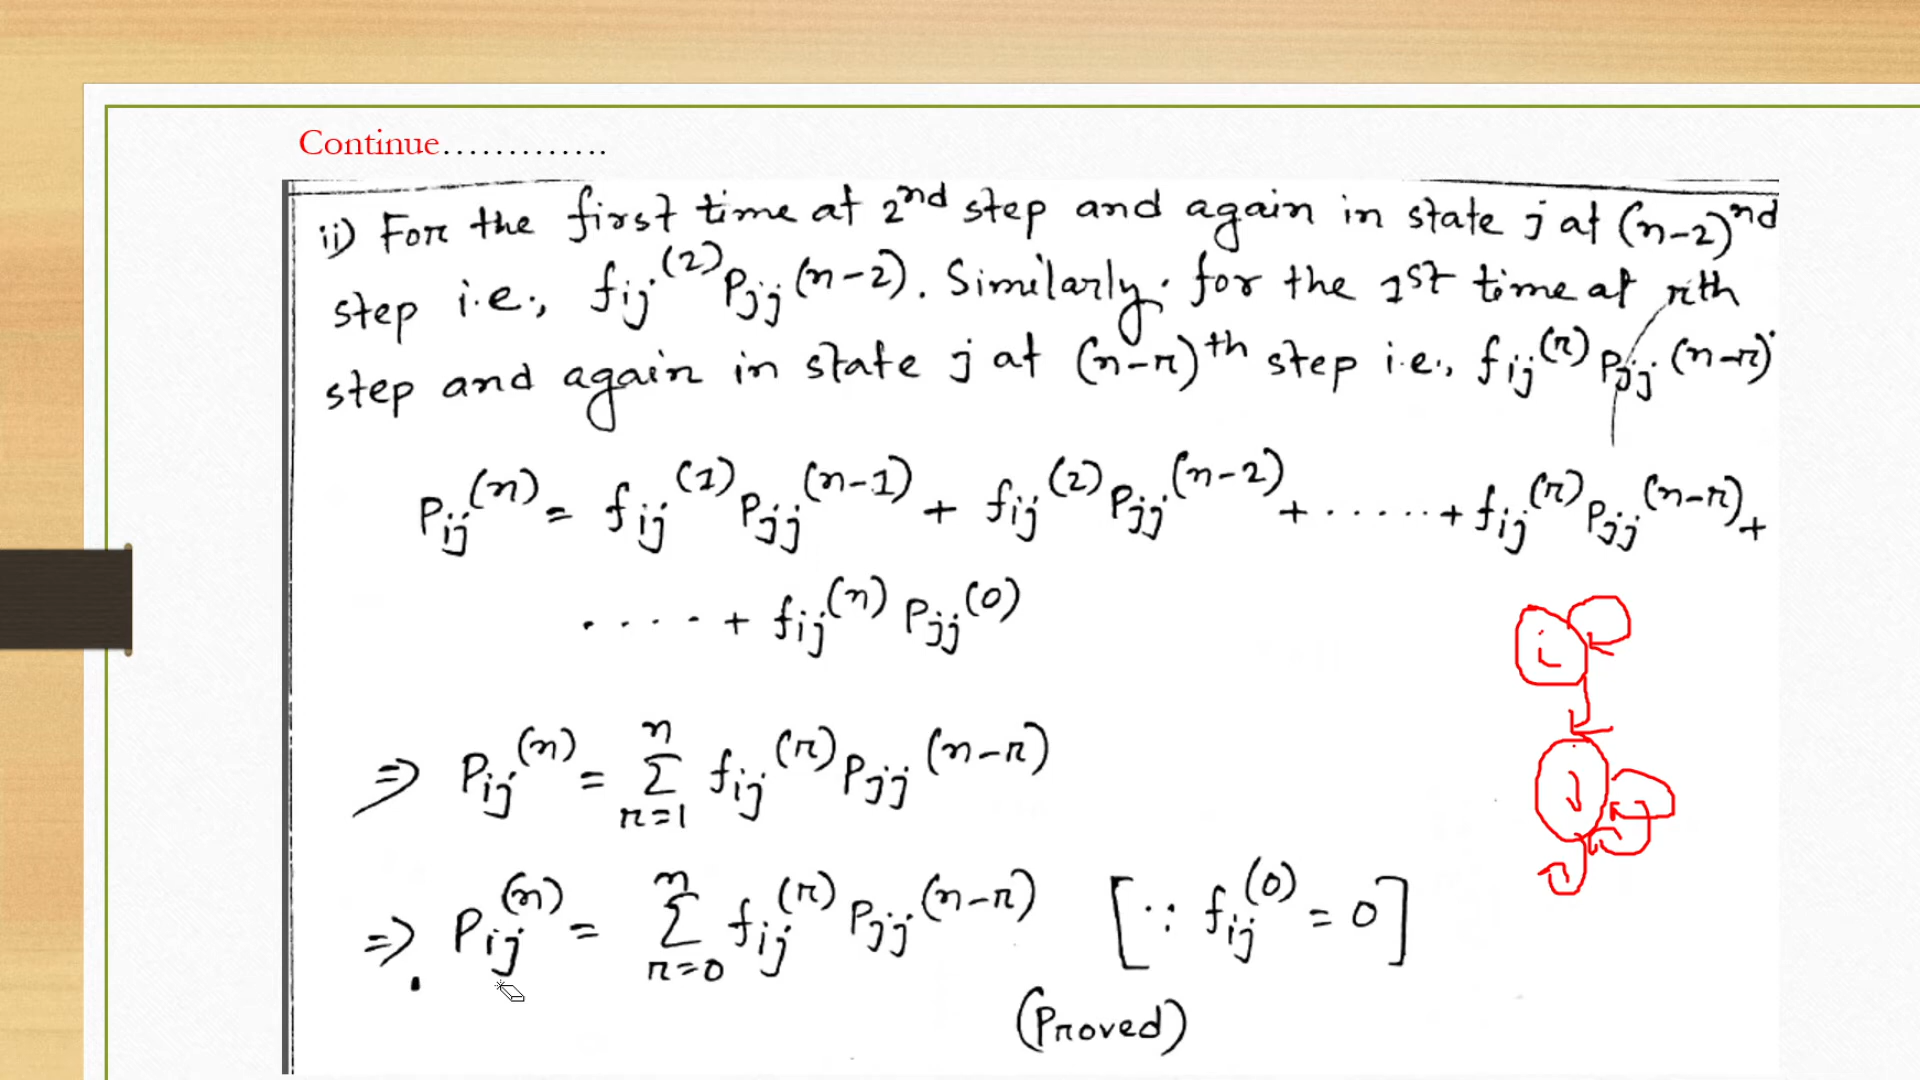 Continue.............
ii) For the first time at 2nd step and again in state j at (n-2)nd
step i.e., fij(2) Pjj(n-2). Similarly, for the 1st time at rth
step and again in state j at (n-r)th step i.e., fij(r) Pjj(n-r)
Pij(n) = fij(1) Pjj(n-1) + fij(2) Pjj(n-2) + ..... + fij(r) Pjj(n-r) +
.... + fij(n) Pjj(0)
i
⇒ Pij(n) = n Σ r=1 fij(r) Pjj(n-r)
j
⇒ Pij(n) = n Σ r=0 fij(r) Pjj(n-r) [∵ fij(0) = 0]
(Proved)